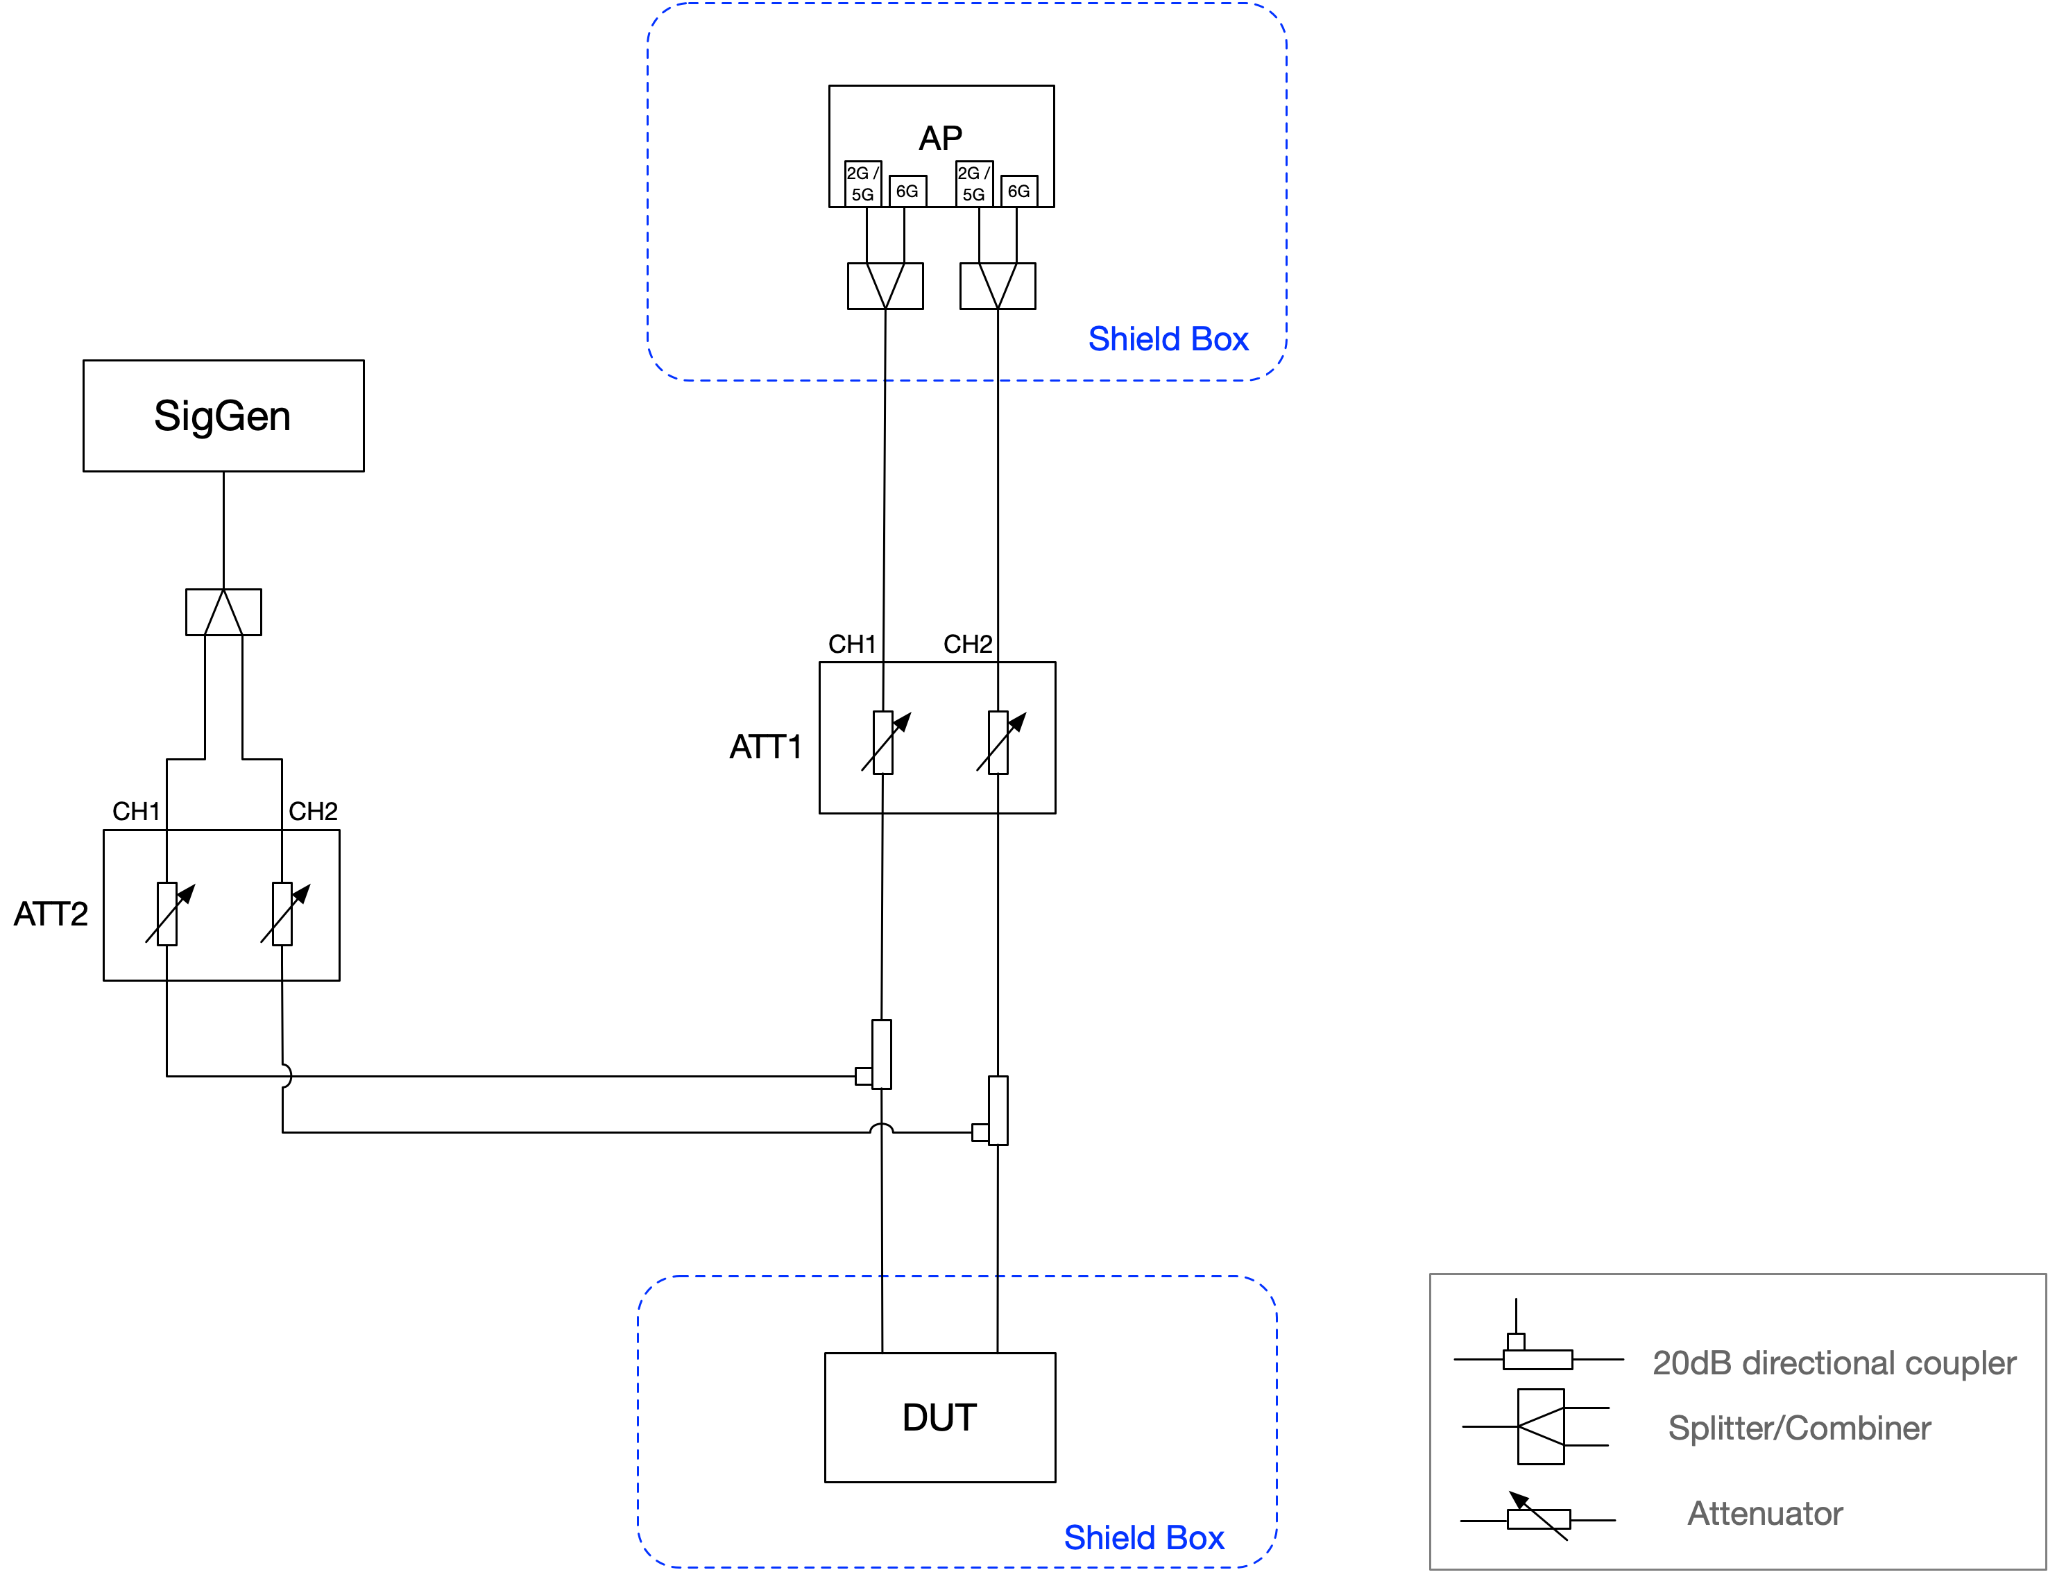 AP
2G /
5G
6G
2G /
5G
6G
Shield Box
SigGen
CH1
CH2
ATT1
CH1
CH2
ATT2
DUT
Shield Box
20dB directional coupler
Splitter/Combiner
Attenuator